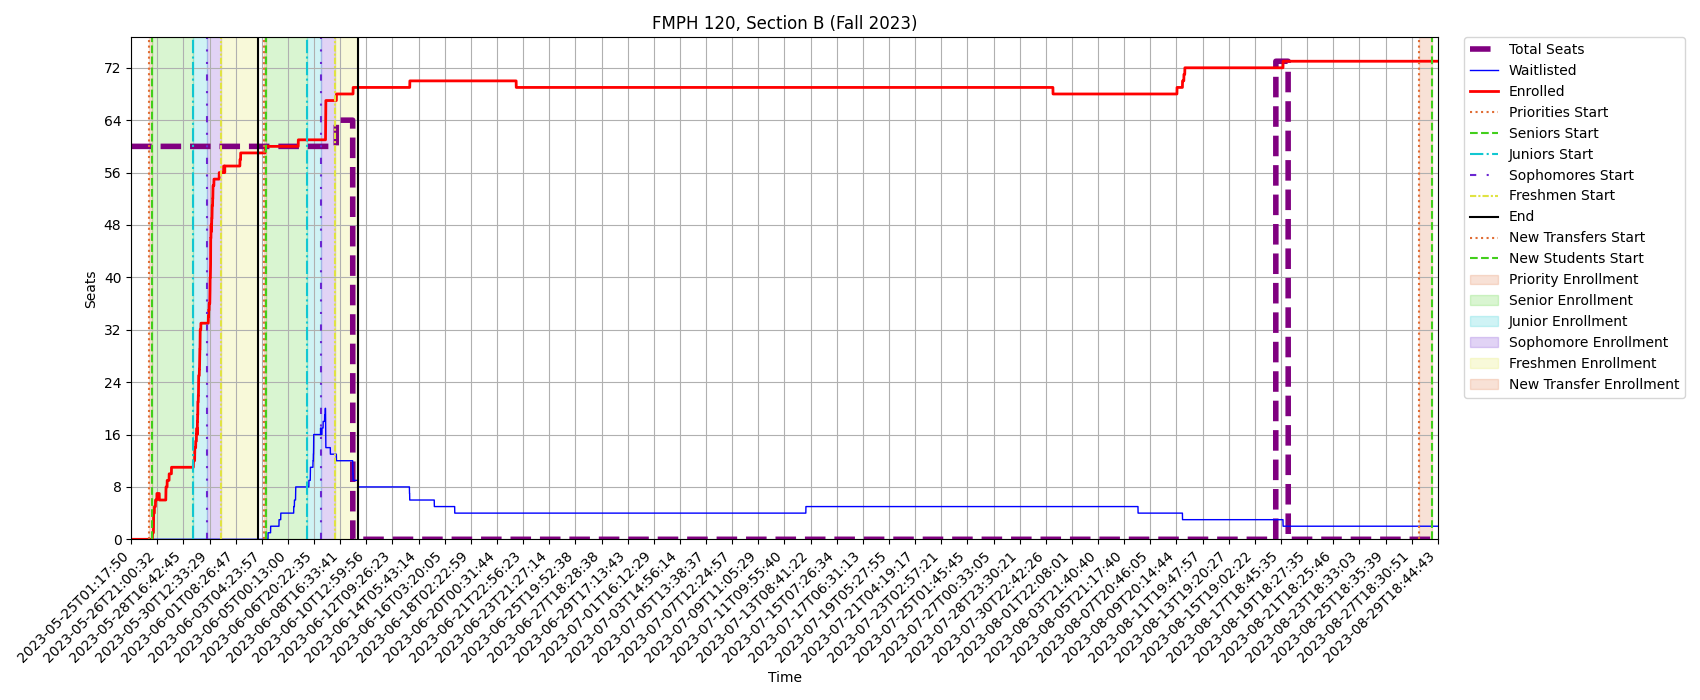 FMPH 120, Section B (Fall 2023)
72
64
56
48
40
32
24
16
8
0
Seats
2023-05-25T01:17:50
2023-05-26T21:00:32
2023-05-28T16:42:45
2023-05-30T12:33:29
2023-06-01T08:26:47
2023-06-03T04:23:57
2023-06-05T00:13:00
2023-06-06T20:22:35
2023-06-08T16:33:41
2023-06-10T12:59:56
2023-06-12T09:26:23
2023-06-14T05:43:14
2023-06-16T03:20:05
2023-06-18T02:22:59
2023-06-20T00:31:44
2023-06-21T22:56:23
2023-06-23T21:27:14
2023-06-25T19:52:38
2023-06-27T18:28:38
2023-06-29T17:13:43
2023-07-01T16:12:29
2023-07-03T14:56:14
2023-07-05T13:38:37
2023-07-07T12:24:57
2023-07-09T11:05:29
2023-07-11T09:55:40
2023-07-13T08:41:22
2023-07-15T07:26:34
2023-07-17T06:31:13
2023-07-19T05:27:55
2023-07-21T04:19:17
2023-07-23T02:57:21
2023-07-25T01:45:45
2023-07-27T00:33:05
2023-07-28T23:30:21
2023-07-30T22:42:26
2023-08-01T22:08:01
2023-08-03T21:40:40
2023-08-05T21:17:40
2023-08-07T20:46:05
2023-08-09T20:14:44
2023-08-11T19:47:57
2023-08-13T19:20:27
2023-08-15T19:02:22
2023-08-17T18:45:35
2023-08-19T18:27:35
2023-08-21T18:25:46
2023-08-23T18:33:03
2023-08-25T18:35:39
2023-08-27T18:30:51
2023-08-29T18:44:43
Time
Total Seats
Waitlisted
Enrolled
Priorities Start
Seniors Start
Juniors Start
Sophomores Start
Freshmen Start
End
New Transfers Start
New Students Start
Priority Enrollment
Senior Enrollment
Junior Enrollment
Sophomore Enrollment
Freshmen Enrollment
New Transfer Enrollment